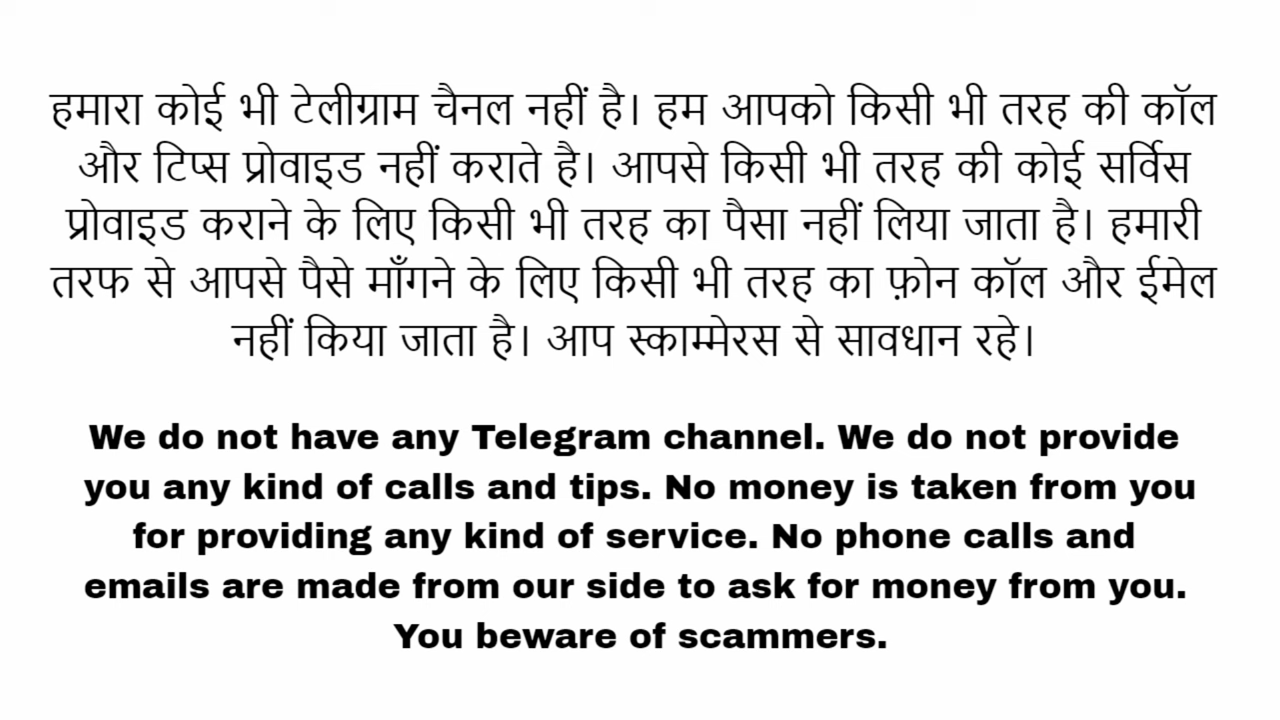 हमारा कोई भी टेलीग्राम चैनल नहीं है। हम आपको किसी भी तरह की कॉल
और टिप्स प्रोवाइड नहीं कराते है। आपसे किसी भी तरह की कोई सर्विस
प्रोवाइड कराने के लिए किसी भी तरह का पैसा नहीं लिया जाता है। हमारी
तरफ से आपसे पैसे माँगने के लिए किसी भी तरह का फ़ोन कॉल और ईमेल
नहीं किया जाता है। आप स्काम्मेरस से सावधान रहे।
We do not have any Telegram channel. We do not provide
you any kind of calls and tips. No money is taken from you
for providing any kind of service. No phone calls and
emails are made from our side to ask for money from you.
You beware of scammers.